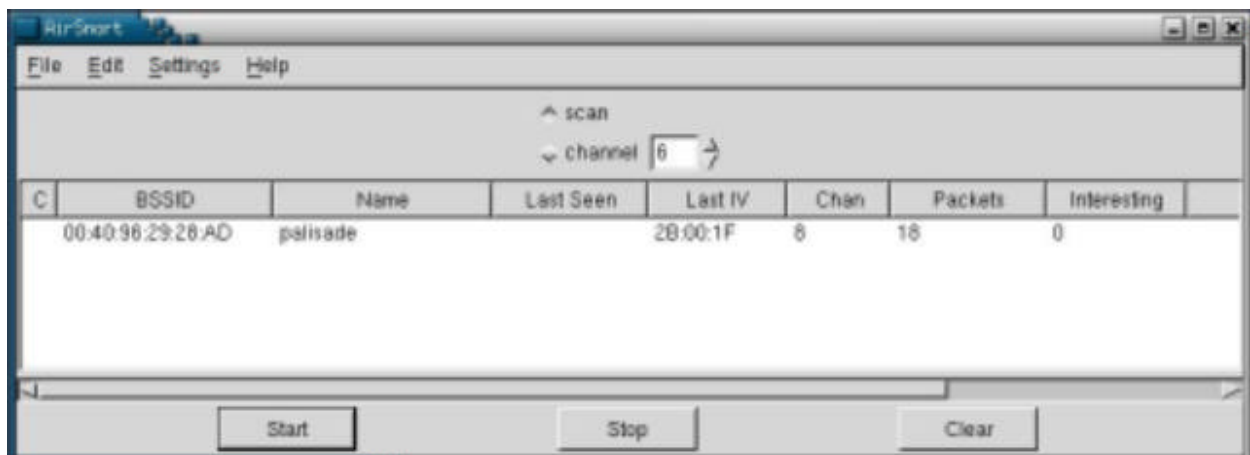 AirSnort
File Edit Settings Help
scan
channel 6
C BSSID Name Last Seen Last IV Chan Packets Interesting
00:40:96:29:28:AD palisade 2B:00:1F 6 18 0
Start Stop Clear